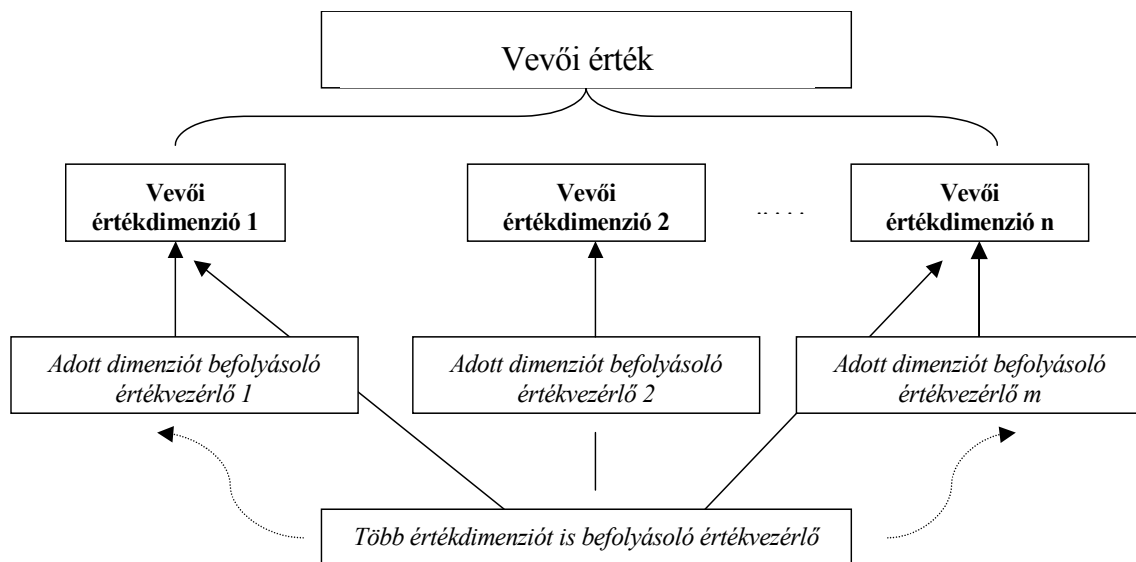 Vevői érték
Vevői
értékdimenzió 1
Vevői
értékdimenzió 2
.. . . .
Vevői
értékdimenzió n
Adott dimenziót befolyásoló
értékvezérlő 1
Adott dimenziót befolyásoló
értékvezérlő 2
Adott dimenziót befolyásoló
értékvezérlő m
Több értékdimenziót is befolyásoló értékvezérlő